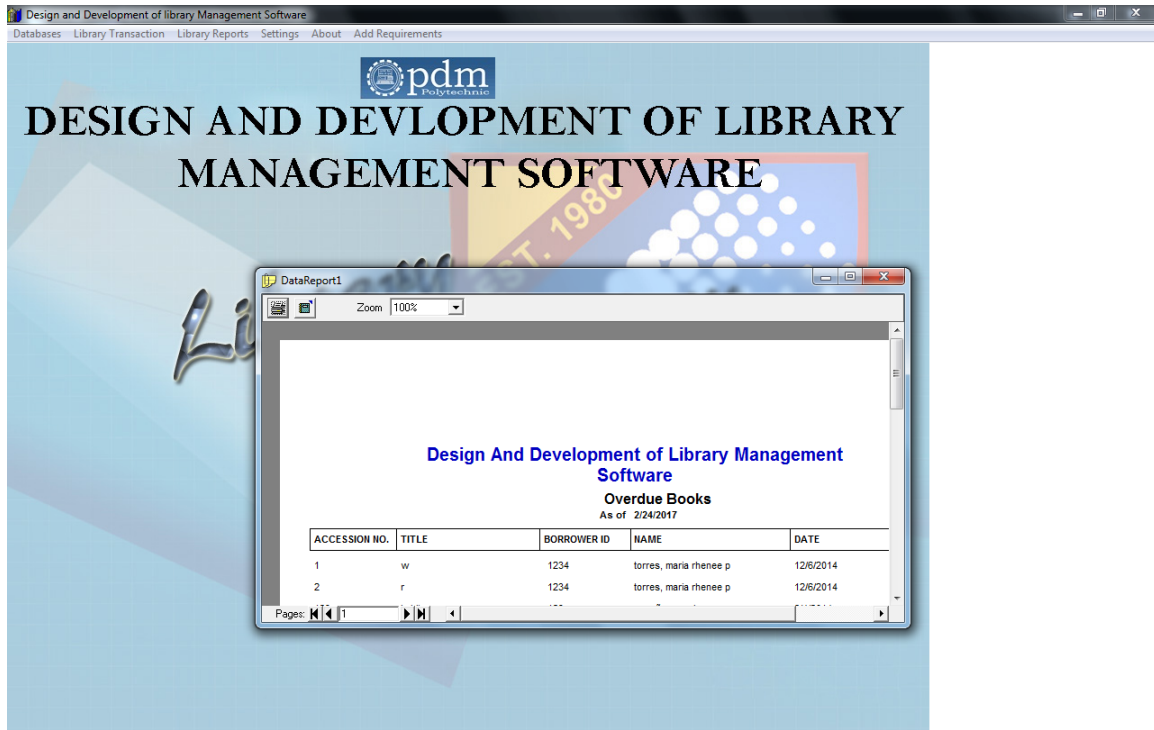 Design and Development of library Management Software
Databases Library Transaction Library Reports Settings About Add Requirements
pdm
Polytechnic
DESIGN AND DEVLOPMENT OF LIBRARY
MANAGEMENT SOFTWARE
EST. 1980
DataReport1
Zoom 100%
Design And Development of Library Management
Software
Overdue Books
As of 2/24/2017
ACCESSION NO. TITLE BORROWER ID NAME DATE
1 w 1234 torres, maria rhenee p 12/6/2014
2 r 1234 torres, maria rhenee p 12/6/2014
Pages: 1